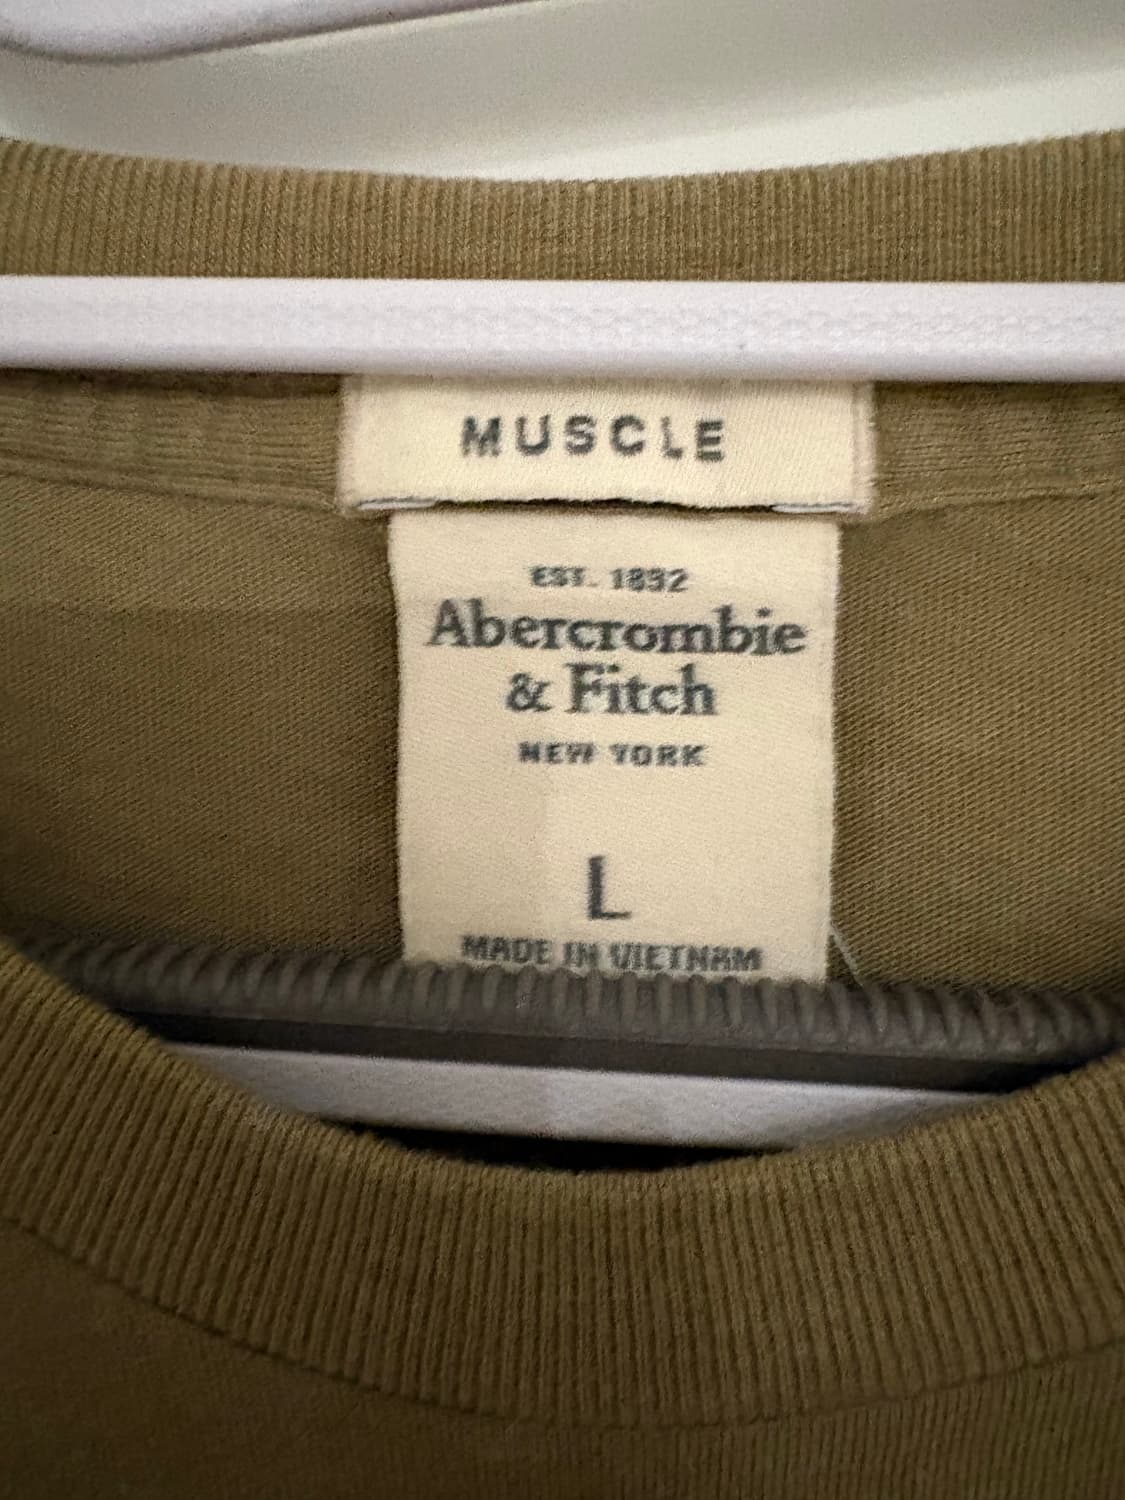 MUSCLE
EST. 1892
Abercrombie
& Fitch
NEW YORK
L
MADE IN VIETNAM